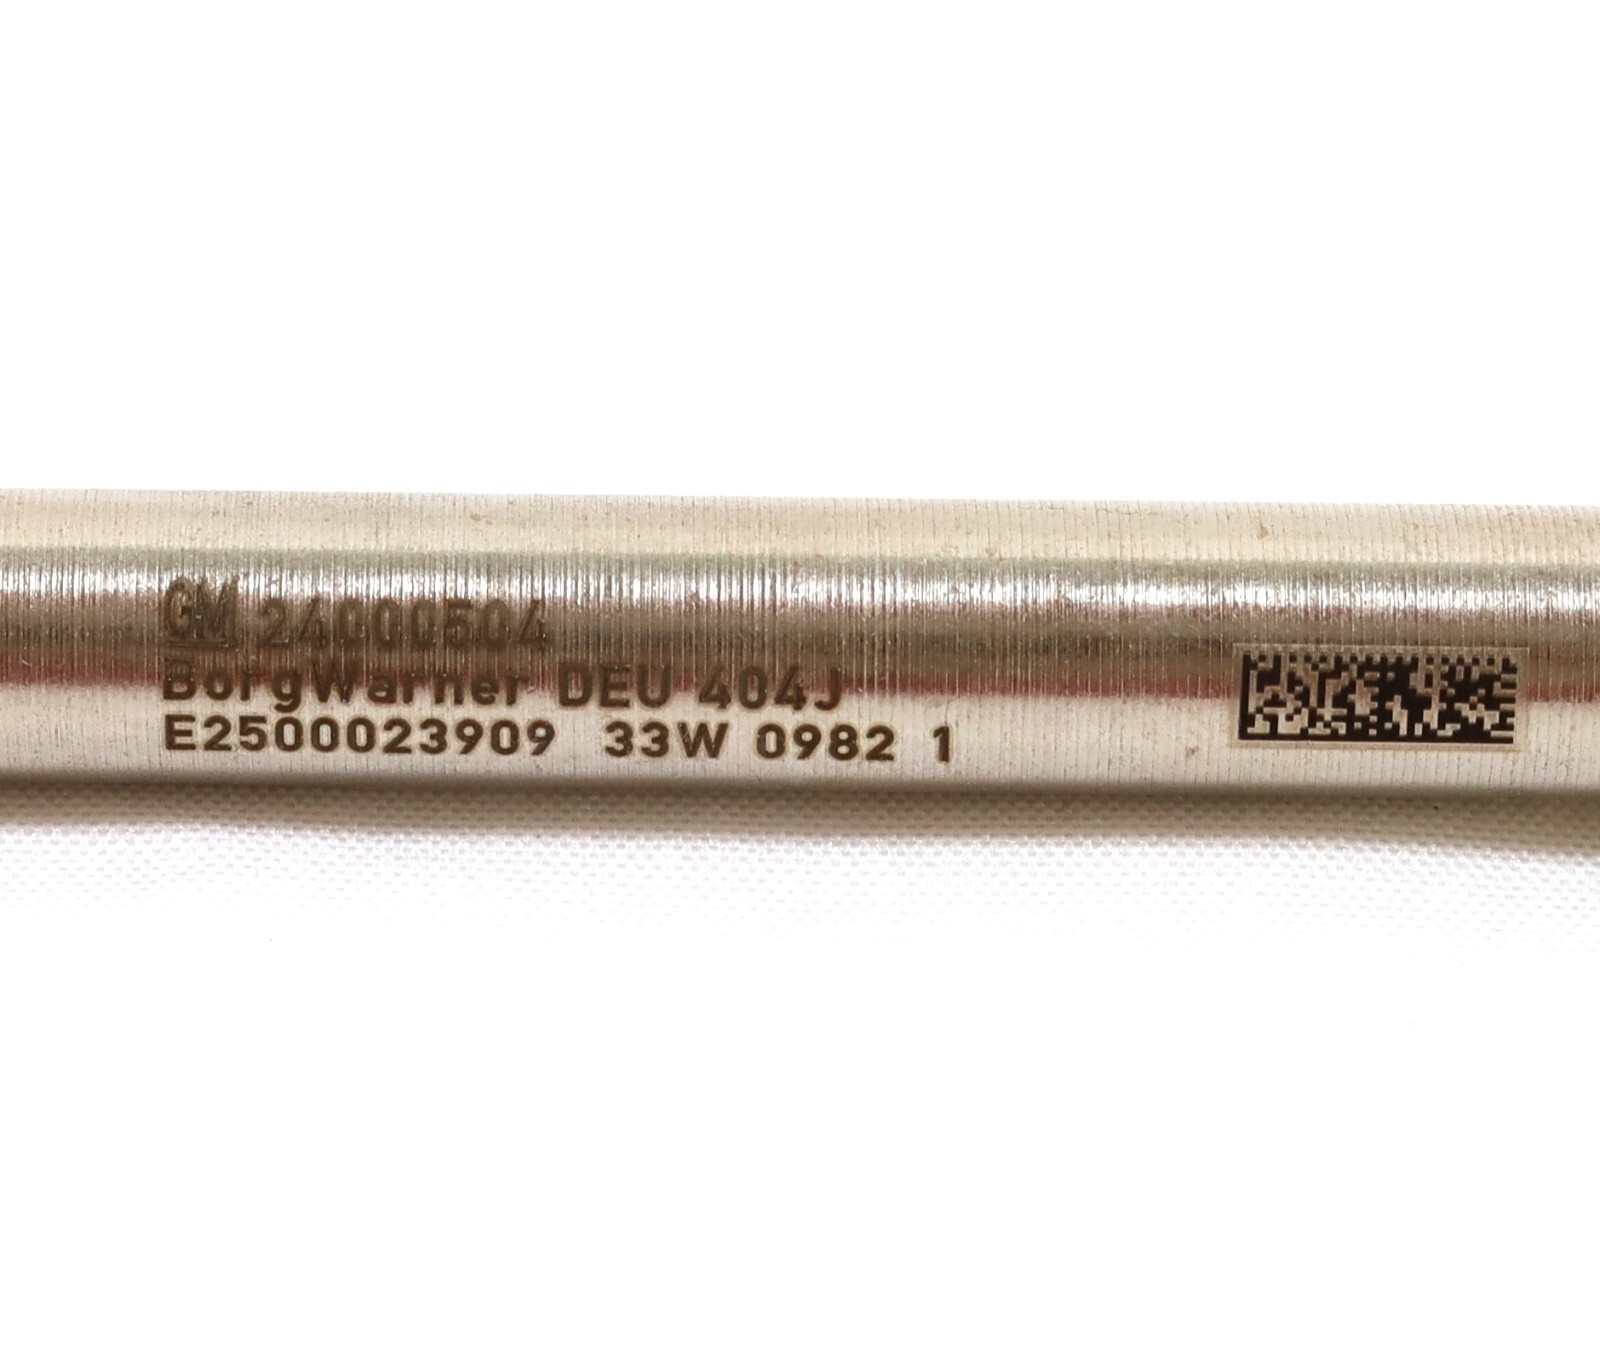 GM 24000504
BorgWarner DEU 404J
E2500023909 33W 0982 1